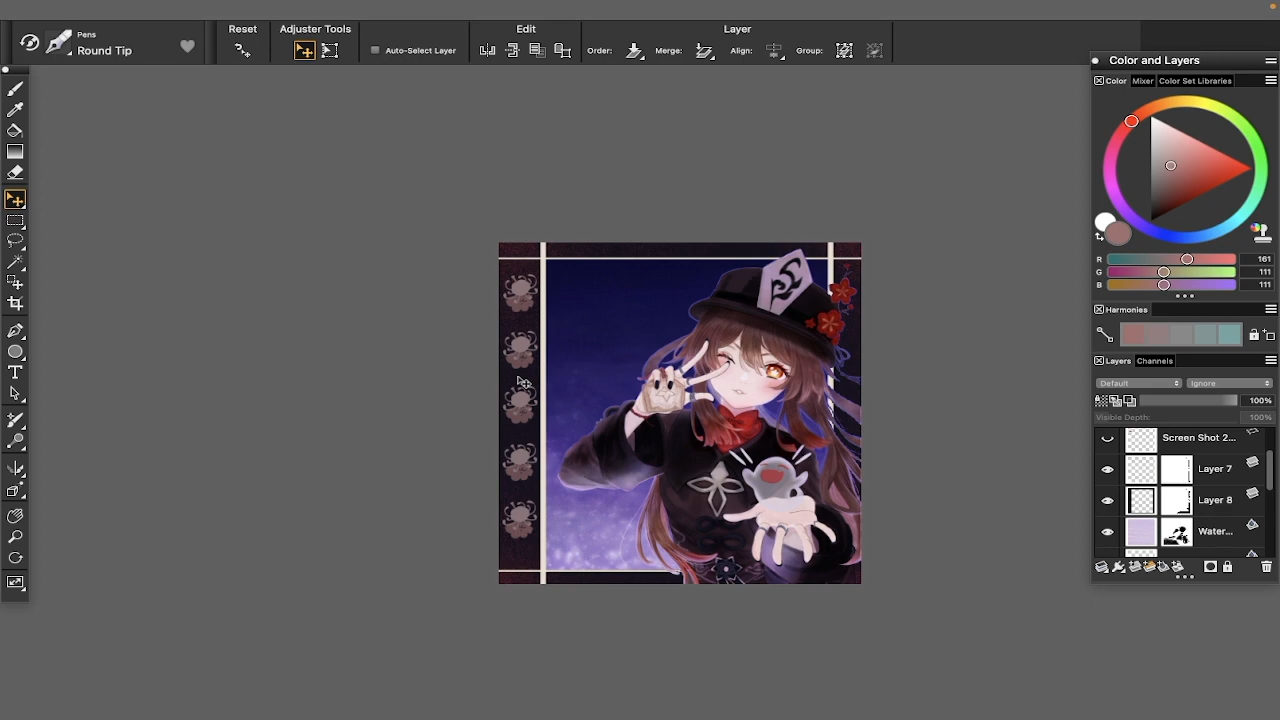 Pens
Round Tip
Reset
Adjuster Tools
Auto-Select Layer
Edit
Layer
Order:
Merge:
Align:
Group:
Color and Layers
Color Mixer Color Set Libraries
R 161
G 111
B 111
Harmonies
Layers Channels
Default Ignore
100%
Visible Depth: 100%
Screen Shot 2...
Layer 7
Layer 8
Water...